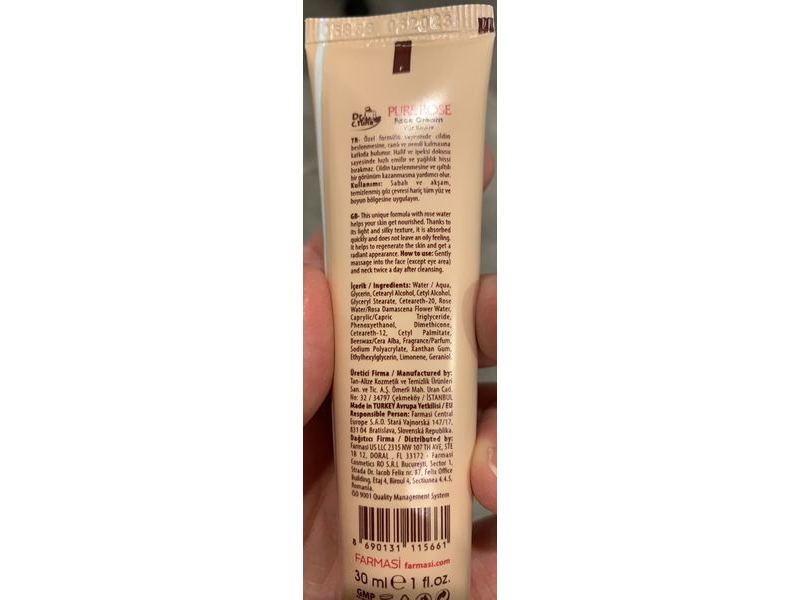 032023
Dr.
C.Tuna
PURE ROSE
Face Cream
Yüz Kremi
TR- Özel formülü sayesinde cildin
beslenmesine, canlı ve nemli kalmasına
katkıda bulunur. Hafif ve ipeksi dokusu
sayesinde hızlı emilir ve yağlılık hissi
bırakmaz. Cildin tazelenmesine ve ışıltılı
bir görünüm kazanmasına yardımcı olur.
Kullanımı: Sabah ve akşam,
temizlenmiş göz çevresi hariç tüm yüz ve
boyun bölgesine uygulayın.
GB- This unique formula with rose water
helps your skin get nourished. Thanks to
its light and silky texture, it is absorbed
quickly and does not leave an oily feeling.
It helps to regenerate the skin and get a
radiant appearance. How to use: Gently
massage into the face (except eye area)
and neck twice a day after cleansing.
İçerik / Ingredients: Water / Aqua,
Glycerin, Cetearyl Alcohol, Cetyl Alcohol,
Glyceryl Stearate, Ceteareth-20, Rose
Water/Rosa Damascena Flower Water,
Caprylic/Capric Triglyceride,
Phenoxyethanol, Dimethicone,
Ceteareth-12, Cetyl Palmitate,
Beeswax/Cera Alba, Fragrance/Parfum,
Sodium Polyacrylate, Xanthan Gum,
Ethylhexylglycerin, Limonene, Geraniol.
Üretici Firma / Manufactured by:
Tan-Alize Kozmetik ve Temizlik Ürünleri
San. ve Tic. A.Ş. Ömerli Mah. Uran Cad.
No: 32 / 34797 Çekmeköy / İSTANBUL
Made in TURKEY Avrupa Yetkilisi / EU
Responsible Person: Farmasi Central
Europe S.A.O. Stará Vajnorská 147/17,
831 04 Bratislava, Slovenská Republika.
Dağıtıcı Firma / Distributed by:
Farmasi US LLC 2315 NW 107 TH AVE, STE
1B 12, DORAL , FL 33172 - Farmasi
Cosmetics RO S.R.L Bucureşti, Sector 1,
Strada Dr. Iacob Felix nr. 87, Felix Office
Building, Etaj 4, Biroul 4, Sectiunea 4.4.5,
Romania.
ISO 9001 Quality Management System
8 690131 115661
FARMASİ farmasi.com
30 ml e 1 fl.oz.
GMP